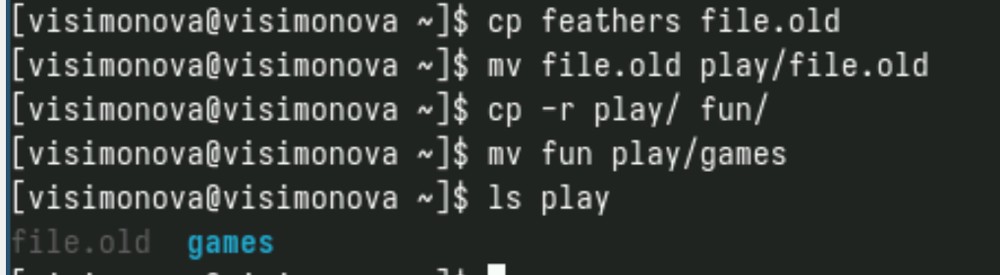 [visimonova@visimonova ~]$ cp feathers file.old
[visimonova@visimonova ~]$ mv file.old play/file.old
[visimonova@visimonova ~]$ cp -r play/ fun/
[visimonova@visimonova ~]$ mv fun play/games
[visimonova@visimonova ~]$ ls play
file.old  games